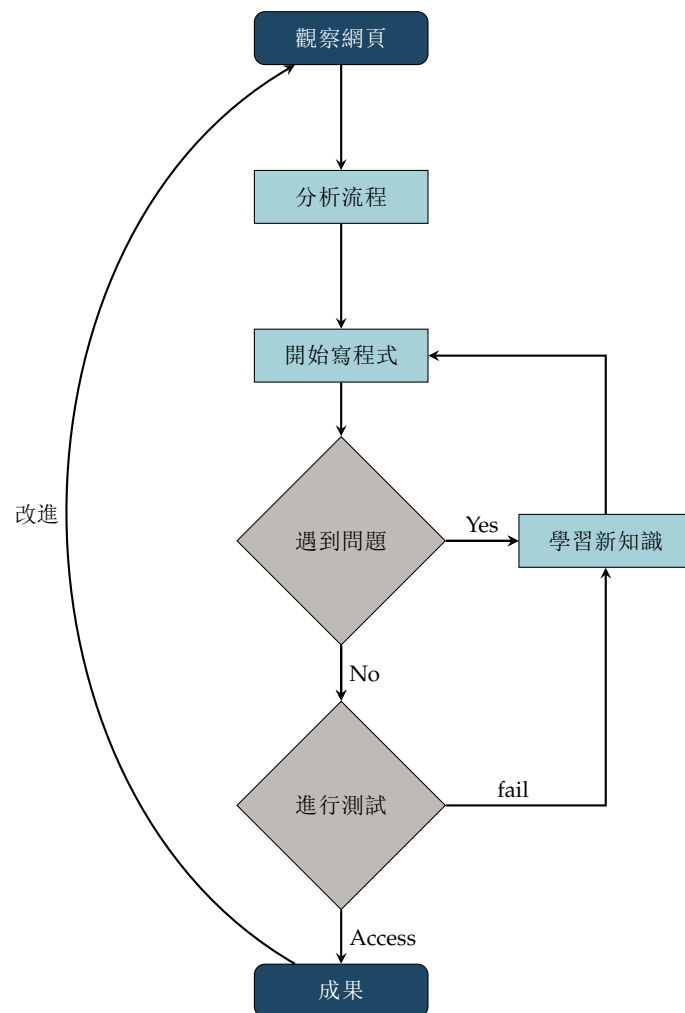 觀察網頁
分析流程
開始寫程式
改進
遇到問題
Yes
學習新知識
No
進行測試
fail
Access
成果